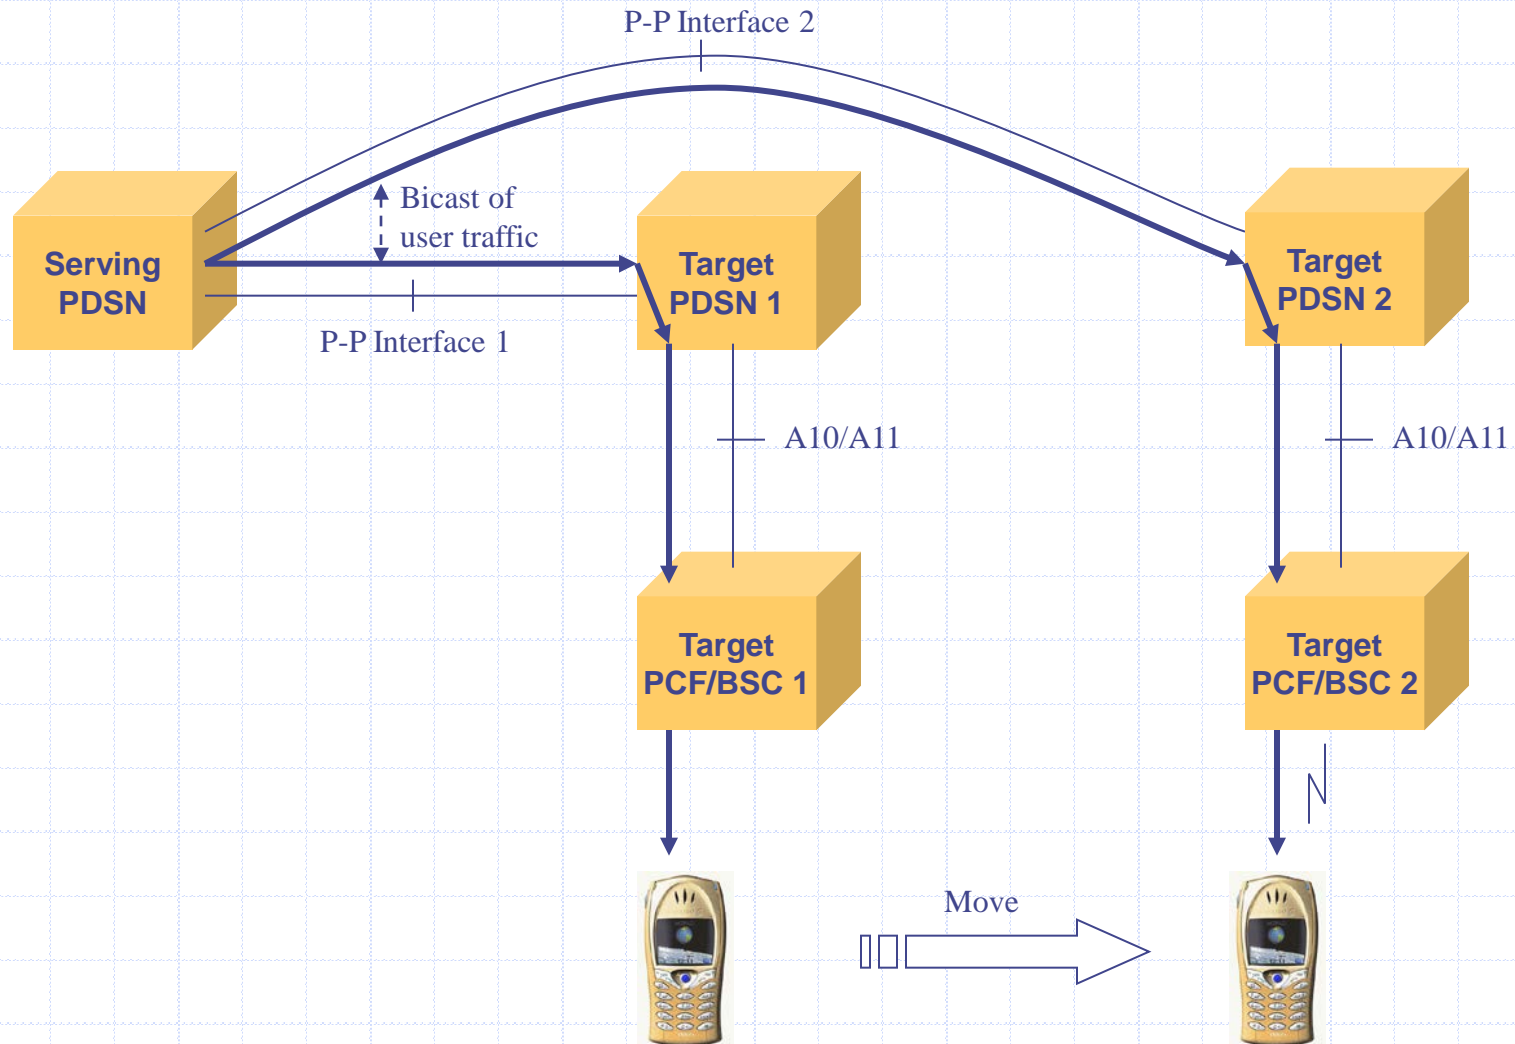 P-P Interface 2
Bicast of
user traffic
Serving
PDSN
Target
PDSN 1
Target
PDSN 2
P-P Interface 1
A10/A11
A10/A11
Target
PCF/BSC 1
Target
PCF/BSC 2
Move